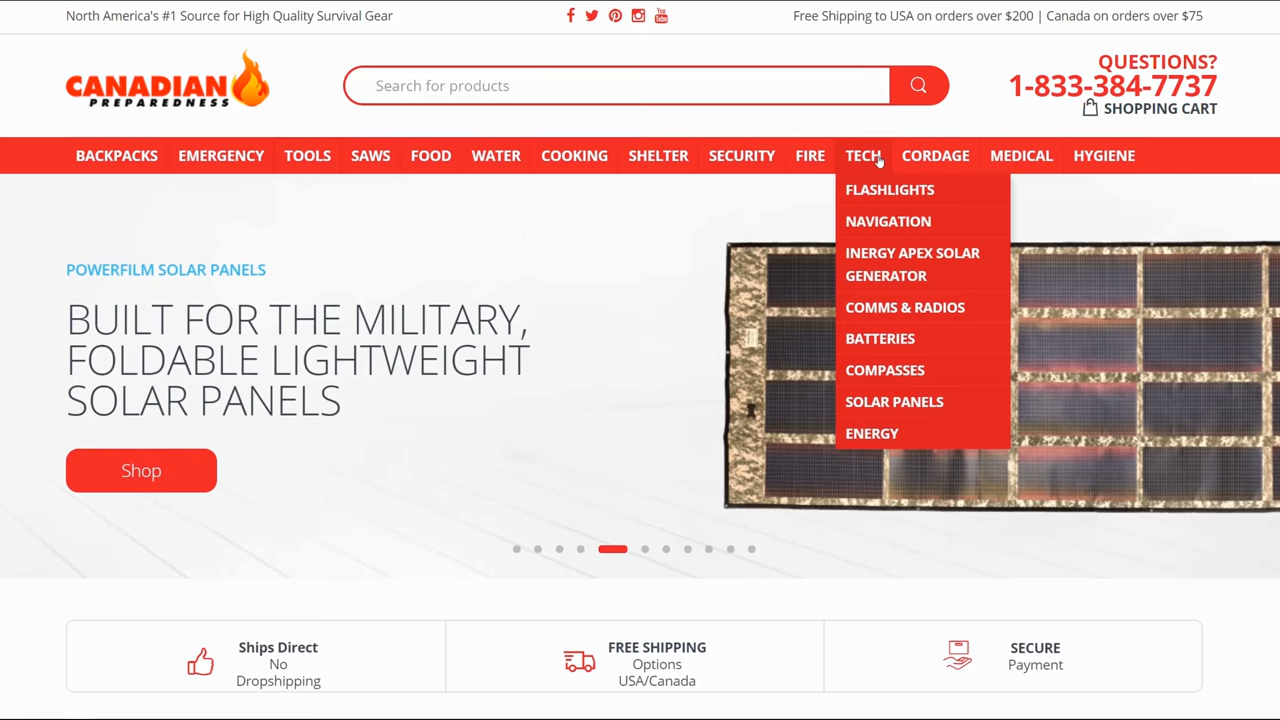 North America's #1 Source for High Quality Survival Gear
You Tube
Free Shipping to USA on orders over $200 | Canada on orders over $75
CANADIAN
PREPAREDNESS
Search for products
QUESTIONS?
1-833-384-7737
SHOPPING CART
BACKPACKS EMERGENCY TOOLS SAWS FOOD WATER COOKING SHELTER SECURITY FIRE TECH CORDAGE MEDICAL HYGIENE
FLASHLIGHTS
NAVIGATION
INERGY APEX SOLAR
GENERATOR
COMMS & RADIOS
BATTERIES
COMPASSES
SOLAR PANELS
ENERGY
POWERFILM SOLAR PANELS
BUILT FOR THE MILITARY,
FOLDABLE LIGHTWEIGHT
SOLAR PANELS
Shop
Ships Direct
No
Dropshipping
FREE SHIPPING
Options
USA/Canada
SECURE
Payment